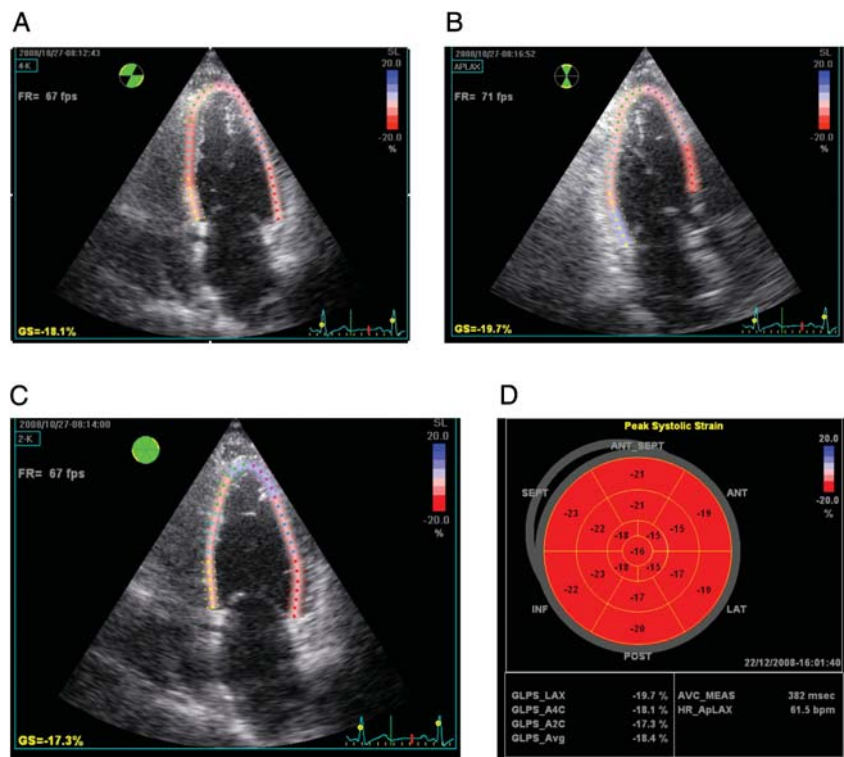 A
2008/10/27-08:12:43
SL
4-K
20.0
FR= 67 fps
-20.0
%
GS=-18.1%
B
2008/10/27-08:16:52
SL
APLAX
20.0
FR= 71 fps
-20.0
%
GS=-19.7%
C
2008/10/27-08:14:00
SL
2-K
20.0
FR= 67 fps
-20.0
%
GS=-17.3%
D
Peak Systolic Strain
ANT_SEPT
20.0
-20.0
%
SEPT
ANT
-21
-23
-21
-19
-22
-18
-15
-15
-16
-22
-23
-18
-15
-17
-19
-17
INF
LAT
-20
POST
22/12/2008-16:01:40
GLPS_LAX -19.7 % AVC_MEAS 382 msec
GLPS_A4C -18.1 % HR_ApLAX 61.5 bpm
GLPS_A2C -17.3 %
GLPS_Avg -18.4 %